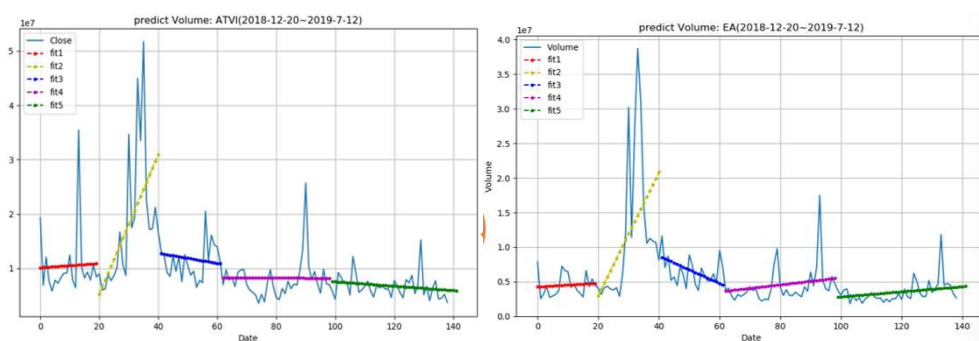 predict Volume: ATVI(2018-12-20~2019-7-12)
1e7
Close
fit1
fit2
fit3
fit4
fit5
5
4
3
2
1
0 20 40 60 80 100 120 140
Date
predict Volume: EA(2018-12-20~2019-7-12)
1e7
Volume
fit1
fit2
fit3
fit4
fit5
4.0
3.5
3.0
2.5
2.0
1.5
1.0
0.5
0.0
Volume
0 20 40 60 80 100 120 140
Date